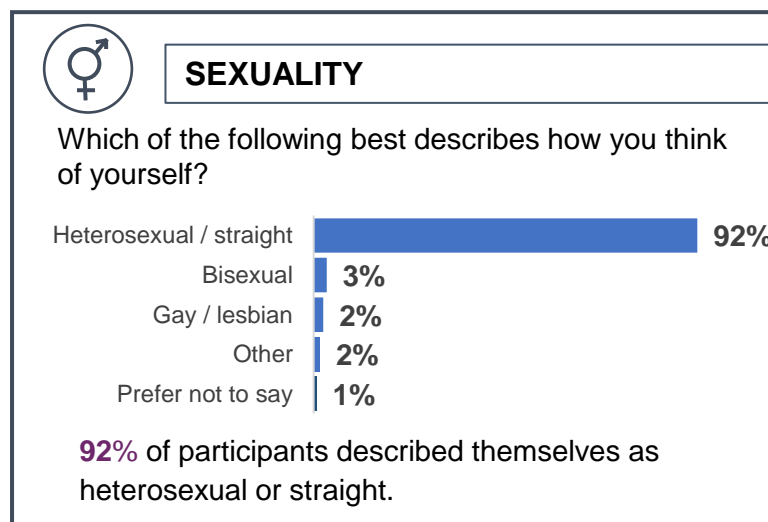 SEXUALITY
Which of the following best describes how you think
of yourself?
Heterosexual / straight 92%
Bisexual 3%
Gay / lesbian 2%
Other 2%
Prefer not to say 1%
92% of participants described themselves as
heterosexual or straight.